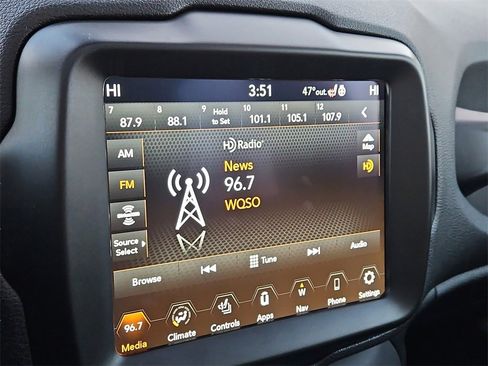 HI 3:51 47°out. HI
7 8 9 10 11 12
87.9 88.1 Hold to Set 101.1 105.1 107.9
AM HD Radio Map
News
FM 96.7 HD
WQSO
Source Select
Browse Tune Audio
96.7 W
Media Climate Controls Apps Nav Phone Settings